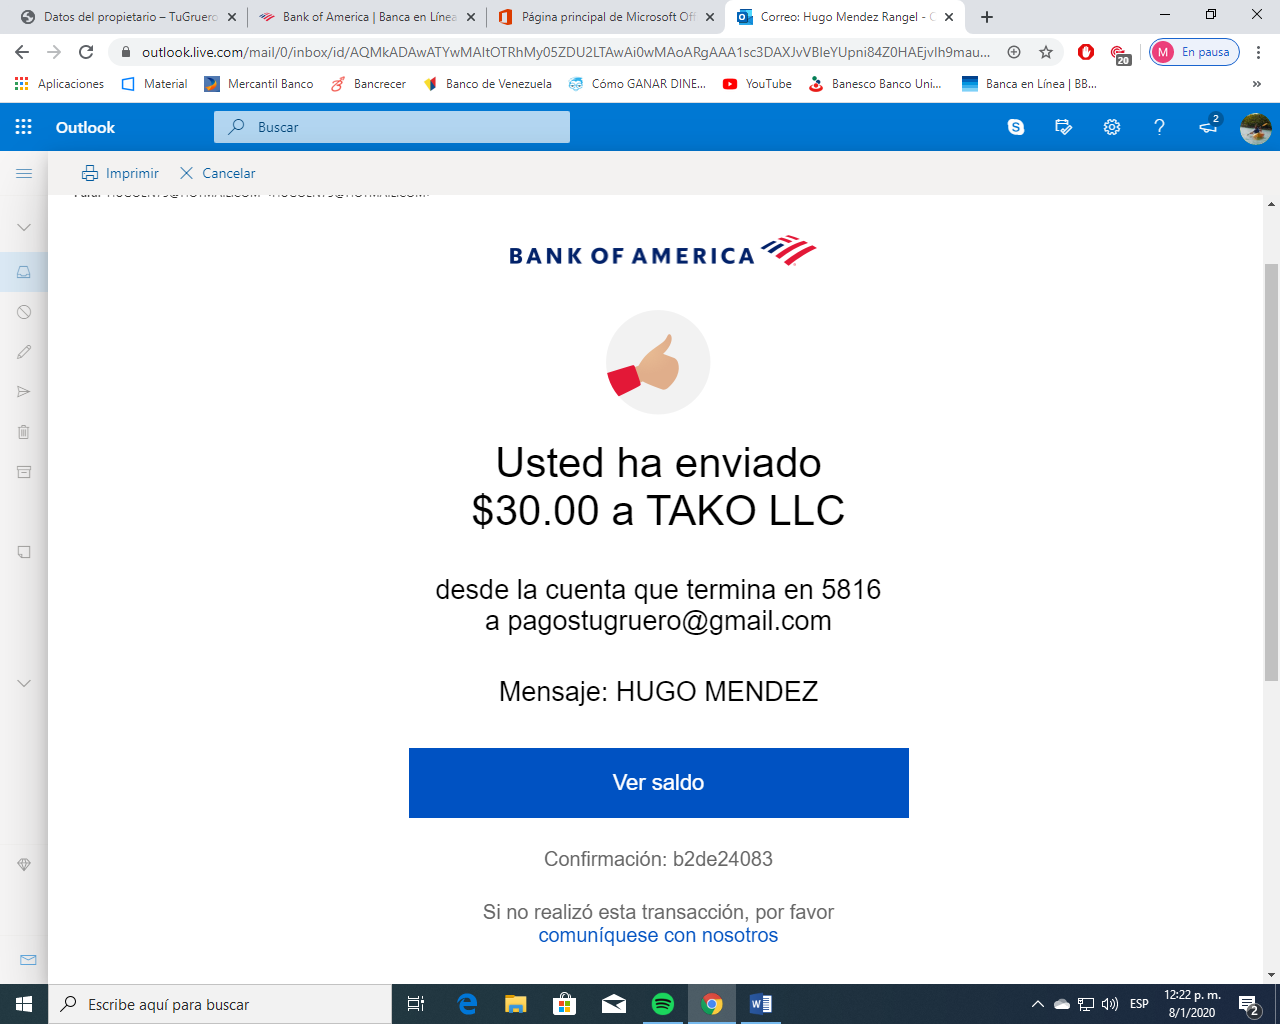 Datos del propietario – TuGruero
Bank of America | Banca en Línea
Página principal de Microsoft Off
Correo: Hugo Mendez Rangel - O
outlook.live.com/mail/0/inbox/id/
20
M
En pausa
Aplicaciones
Material
Mercantil Banco
Bancrecer
Banco de Venezuela
Cómo GANAR DINE...
YouTube
Banesco Banco Uni...
Banca en Línea | BB...
»
Outlook
Buscar
2
Imprimir
Cancelar
BANK OF AMERICA
Usted ha enviado
$30.00 a TAKO LLC
desde la cuenta que termina en 5816
a pagostugruero@gmail.com
Mensaje: HUGO MENDEZ
Ver saldo
Confirmación: b2de24083
Si no realizó esta transacción, por favor
comuníquese con nosotros
Escribe aquí para buscar
ESP
12:22 p. m.
8/1/2020
2